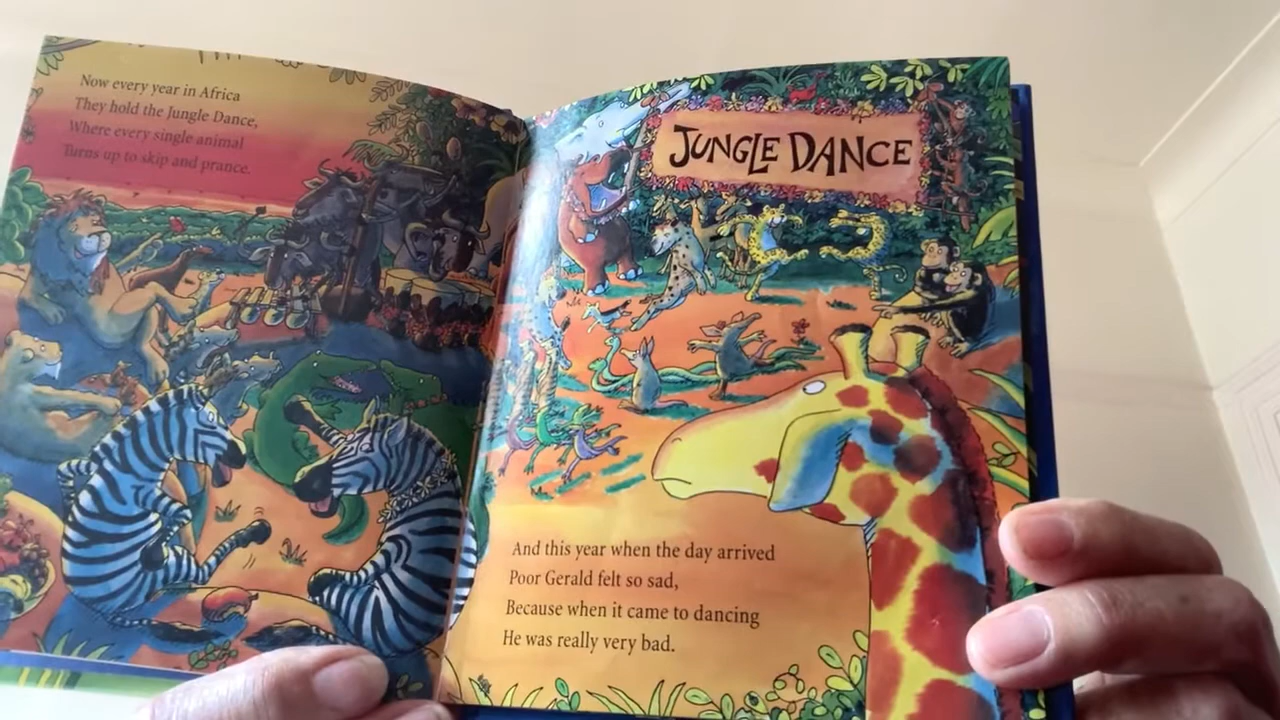 Now every year in Africa
They hold the Jungle Dance,
Where every single animal
Turns up to skip and prance.
JUNGLE DANCE
And this year when the day arrived
Poor Gerald felt so sad,
Because when it came to dancing
He was really very bad.